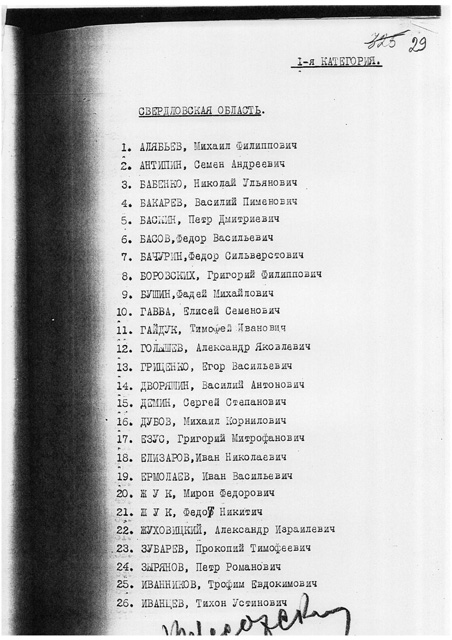 325 29
1-я КАТЕГОРИЯ.
СВЕРДЛОВСКАЯ ОБЛАСТЬ.
1. АЛЯБЬЕВ, Михаил Филиппович
2. АНТИПИН, Семен Андреевич
3. БАБЕНКО, Николай Ульянович
4. БАКАРЕВ, Василий Пименович
5. БАСКИН, Петр Дмитриевич
6. БАСОВ,Федор Васильевич
7. БАЧУРИН,Федор Сильверстович
8. БОРОВСКИХ, Григорий Филиппович
9. БУШИН,Фадей Михайлович
10. ГАВВА, Елисей Семенович
11. ГАЙДУК, Тимофей Иванович
12. ГОЛЫШЕВ, Александр Яковлевич
13. ГРИЦЕНКО, Егор Васильевич
14. ДВОРЯШИН, Василий Антонович
15. ДЕМИН, Сергей Степанович
16. ДУБОВ, Михаил Корнилович
17. ЕЗУС, Григорий Митрофанович
18. ЕЛИЗАРОВ,Иван Николаевич
19. ЕРМОЛАЕВ, Иван Васильевич
20. Ж У К, Мирон Федорович
21. Ж У К, Федот Никитич
22. ЖУХОВИЦКИЙ, Александр Израилевич
23. ЗУБАРЕВ, Прокопий Тимофеевич
24. ЗЫРЯНОВ, Петр Романович
25. ИВАННИКОВ, Трофим Евдокимович
26. ИВАНЦЕВ, Тихон Устинович